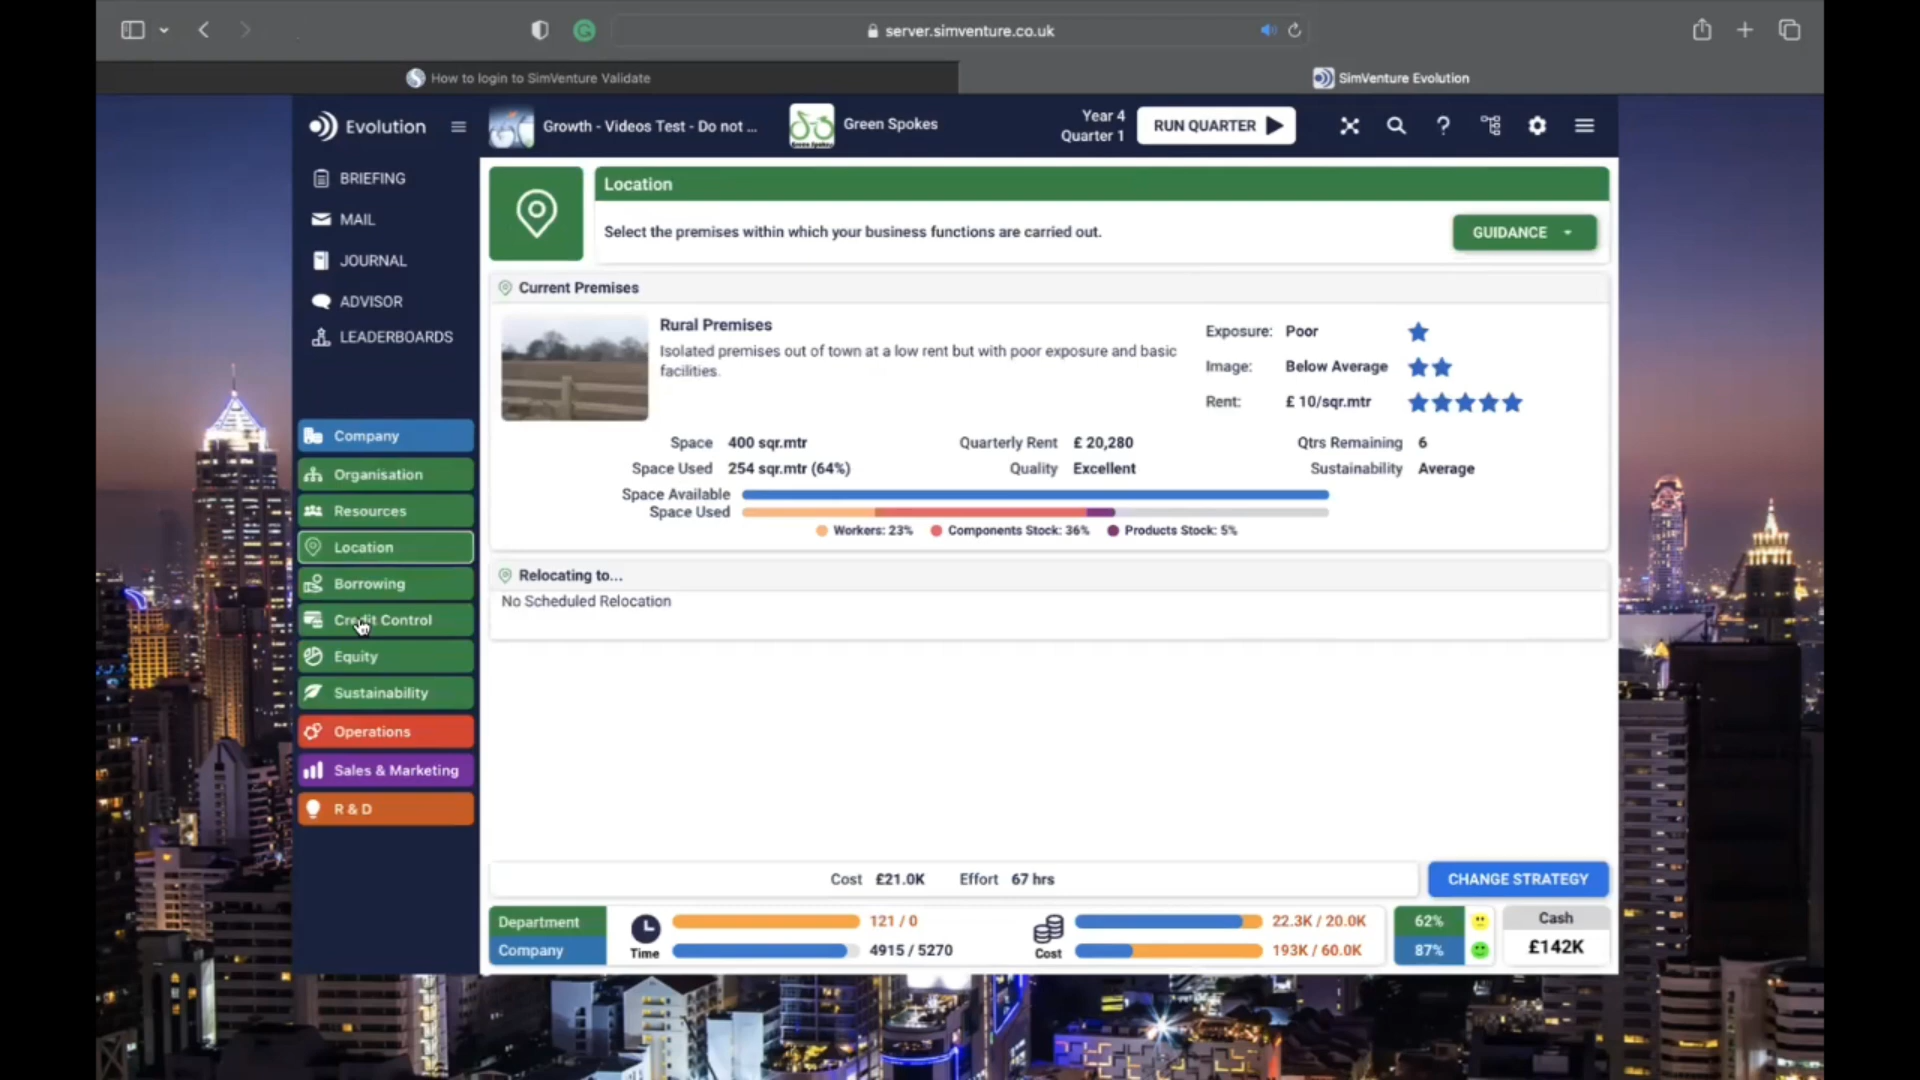 server.simventure.co.uk
How to login to SimVenture Validate
SimVenture Evolution
Evolution
Growth - Videos Test - Do not ...
Green Spokes
Green Spokes
Year 4
Quarter 1
RUN QUARTER
BRIEFING
MAIL
JOURNAL
ADVISOR
LEADERBOARDS
Company
Organisation
Resources
Location
Borrowing
Credit Control
Equity
Sustainability
Operations
Sales & Marketing
R & D
Location
Select the premises within which your business functions are carried out.
GUIDANCE
Current Premises
Rural Premises
Isolated premises out of town at a low rent but with poor exposure and basic
facilities.
Exposure: Poor
Image: Below Average
Rent: £ 10/sqr.mtr
Space 400 sqr.mtr Quarterly Rent £ 20,280 Qtrs Remaining 6
Space Used 254 sqr.mtr (64%) Quality Excellent Sustainability Average
Space Available
Space Used
Workers: 23% Components Stock: 36% Products Stock: 5%
Relocating to...
No Scheduled Relocation
Cost £21.0K Effort 67 hrs
CHANGE STRATEGY
Department 121 / 0 22.3K / 20.0K 62%
Company Time 4915 / 5270 Cost 193K / 60.0K 87%
Cash
£142K